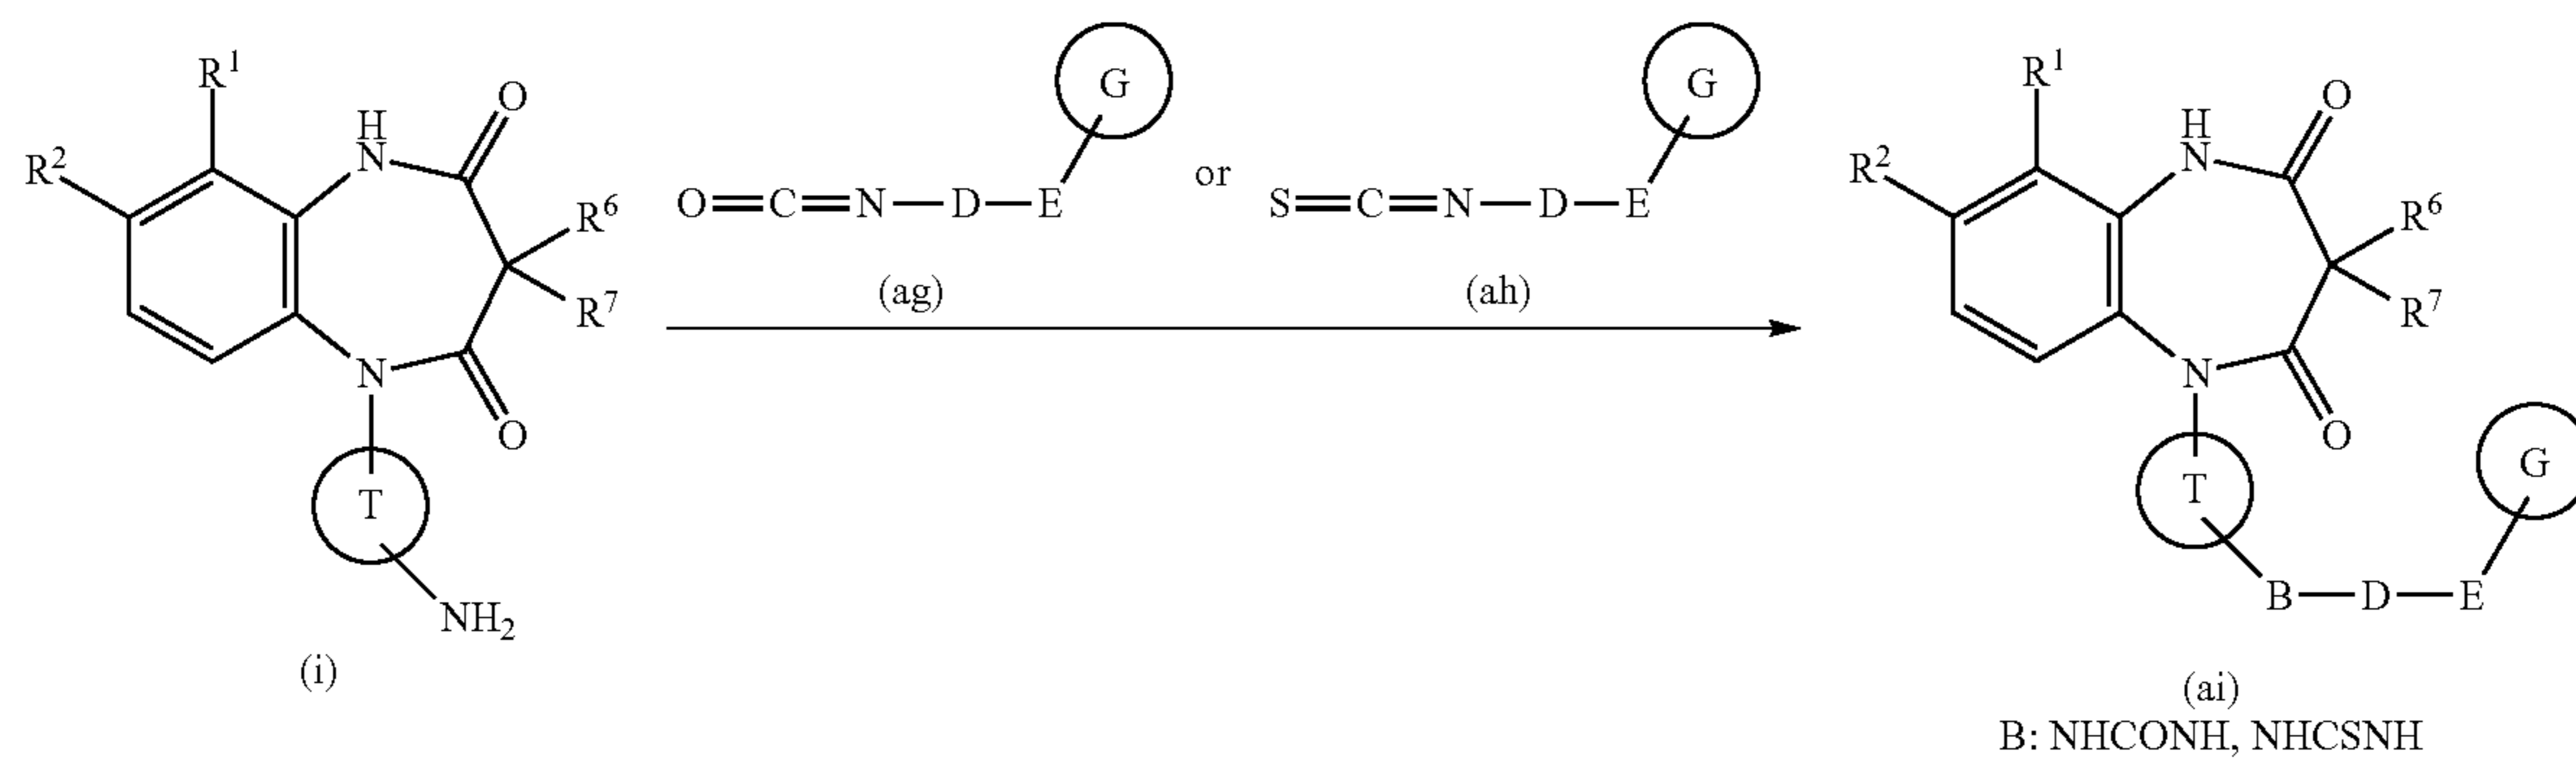 R¹ H N O R² R⁶ R⁷ N O T NH₂
(i)
O=C=N—D—E G
(ag)
or
S=C=N—D—E G
(ah)
R¹ H N O R² R⁶ R⁷ N O T B—D—E G
(ai)
B: NHCONH, NHCSNH